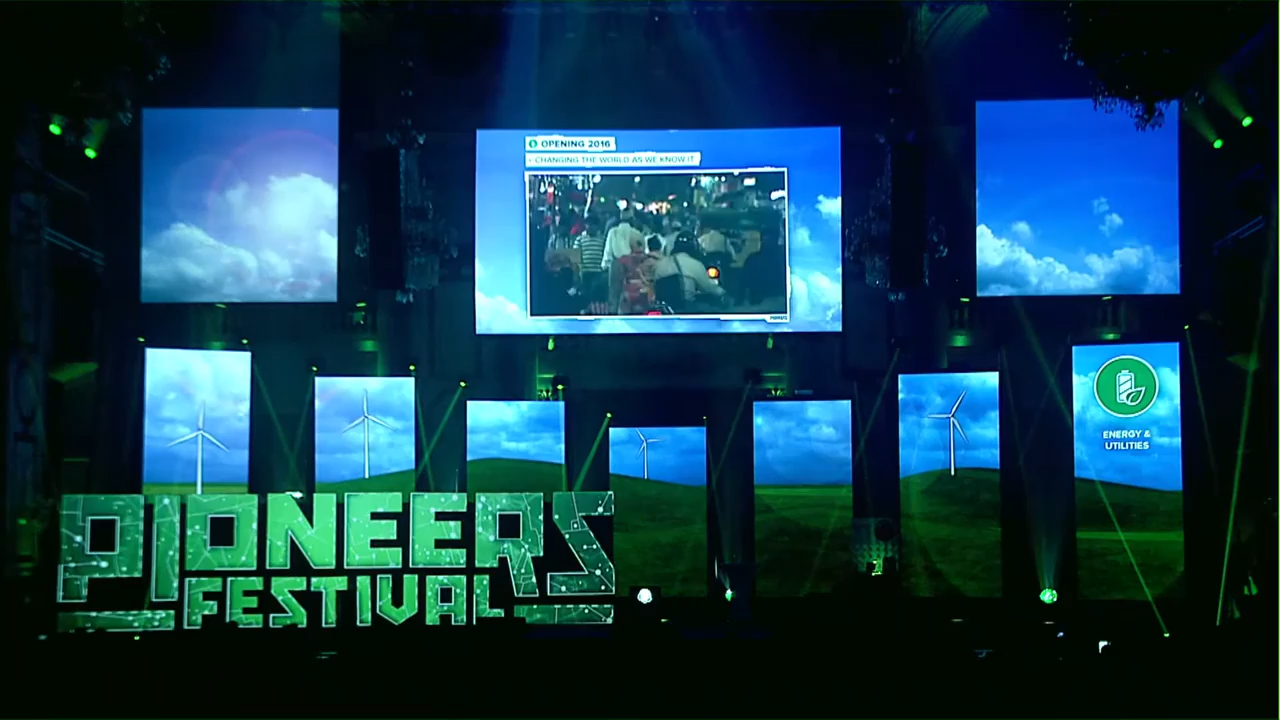 OPENING 2016
CHANGING THE WORLD AS WE KNOW IT
ENERGY &
UTILITIES
PIONEERS
FESTIVAL